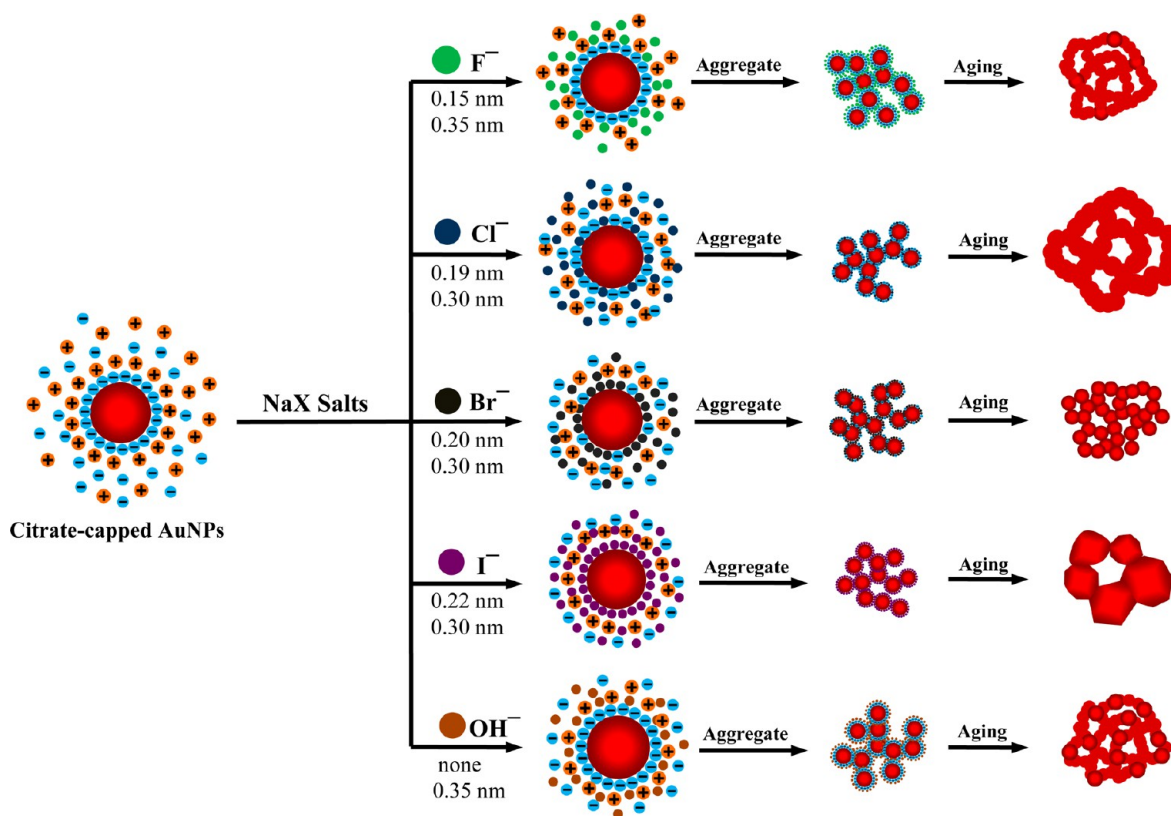 F⁻
0.15 nm
0.35 nm
Aggregate
Aging
Cl⁻
0.19 nm
0.30 nm
Aggregate
Aging
Citrate-capped AuNPs
NaX Salts
Br⁻
0.20 nm
0.30 nm
Aggregate
Aging
I⁻
0.22 nm
0.30 nm
Aggregate
Aging
OH⁻
none
0.35 nm
Aggregate
Aging